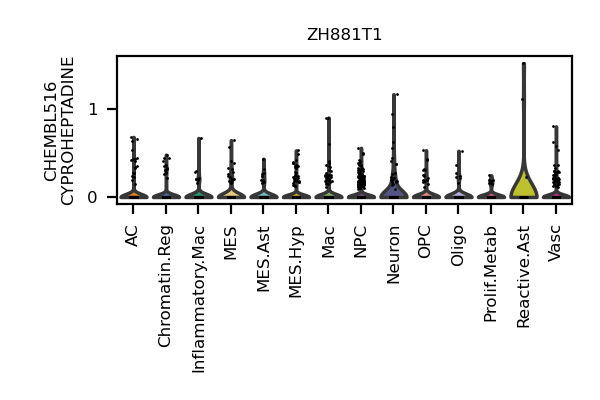 ZH881T1
CHEMBL516
CYPROHEPTADINE
1
0
AC
Chromatin.Reg
Inflammatory.Mac
MES
MES.Ast
MES.Hyp
Mac
NPC
Neuron
OPC
Oligo
Prolif.Metab
Reactive.Ast
Vasc